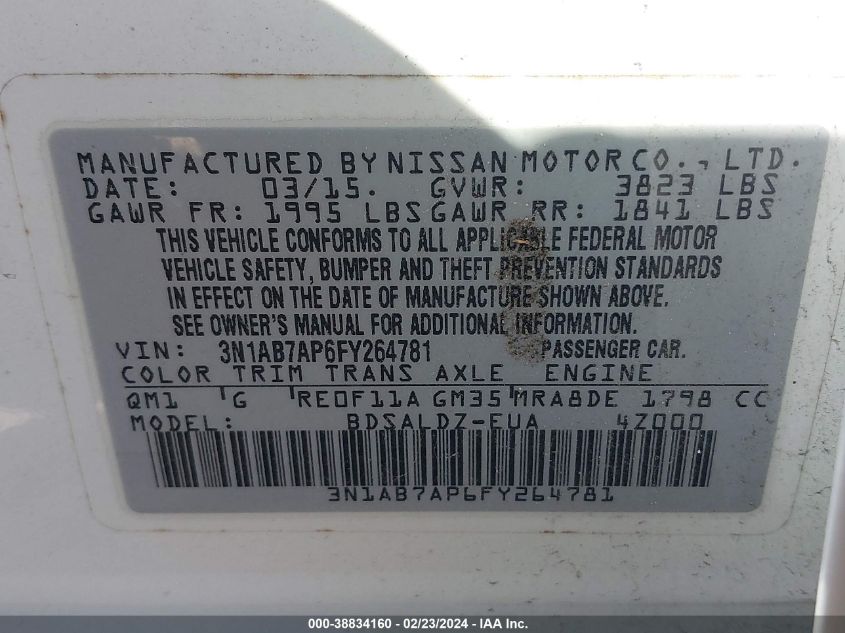 MANUFACTURED BY NISSAN MOTOR CO., LTD.
DATE: 03/15. GVWR: 3823 LBS
GAWR FR: 1995 LBS GAWR RR: 1841 LBS
THIS VEHICLE CONFORMS TO ALL APPLICABLE FEDERAL MOTOR
VEHICLE SAFETY, BUMPER AND THEFT PREVENTION STANDARDS
IN EFFECT ON THE DATE OF MANUFACTURE SHOWN ABOVE.
SEE OWNER'S MANUAL FOR ADDITIONAL INFORMATION.
VIN: 3N1AB7AP6FY264781 PASSENGER CAR.
COLOR TRIM TRANS AXLE ENGINE
QM1 G RE0F11A GM35 MRA8DE 1798 CC
MODEL: BDSALDZ-EUA 4Z000
3N1AB7AP6FY264781
000-38834160 - 02/23/2024 - IAA Inc.